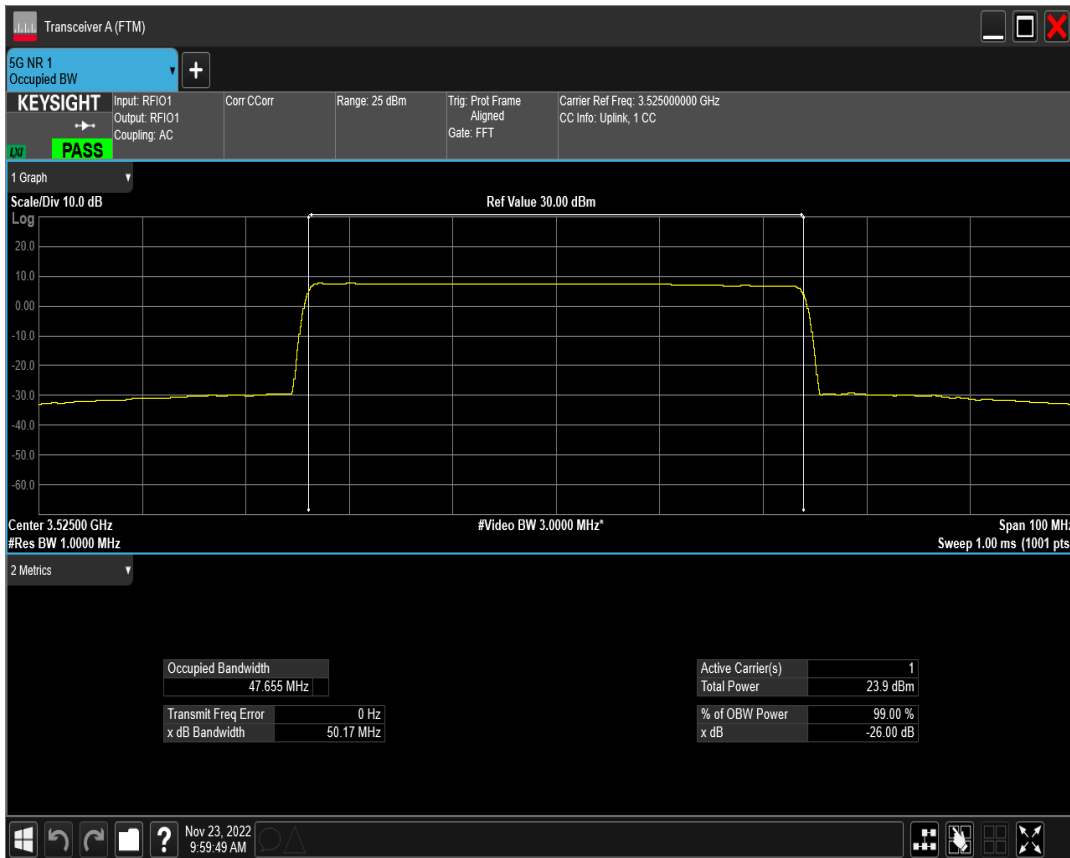 Transceiver A (FTM)
5G NR 1
Occupied BW
+
KEYSIGHT
LXI
PASS
Input: RFIO1
Output: RFIO1
Coupling: AC
Corr CCorr
Range: 25 dBm
Trig: Prot Frame
Aligned
Gate: FFT
Carrier Ref Freq: 3.525000000 GHz
CC Info: Uplink, 1 CC
1 Graph
Scale/Div 10.0 dB
Ref Value 30.00 dBm
Log
20.0
10.0
0.00
-10.0
-20.0
-30.0
-40.0
-50.0
-60.0
Center 3.52500 GHz
#Video BW 3.0000 MHz*
Span 100 MHz
#Res BW 1.0000 MHz
Sweep 1.00 ms (1001 pts
2 Metrics
Occupied Bandwidth
47.655 MHz
Transmit Freq Error 0 Hz
x dB Bandwidth 50.17 MHz
Active Carrier(s) 1
Total Power 23.9 dBm
% of OBW Power 99.00 %
x dB -26.00 dB
?
Nov 23, 2022
9:59:49 AM